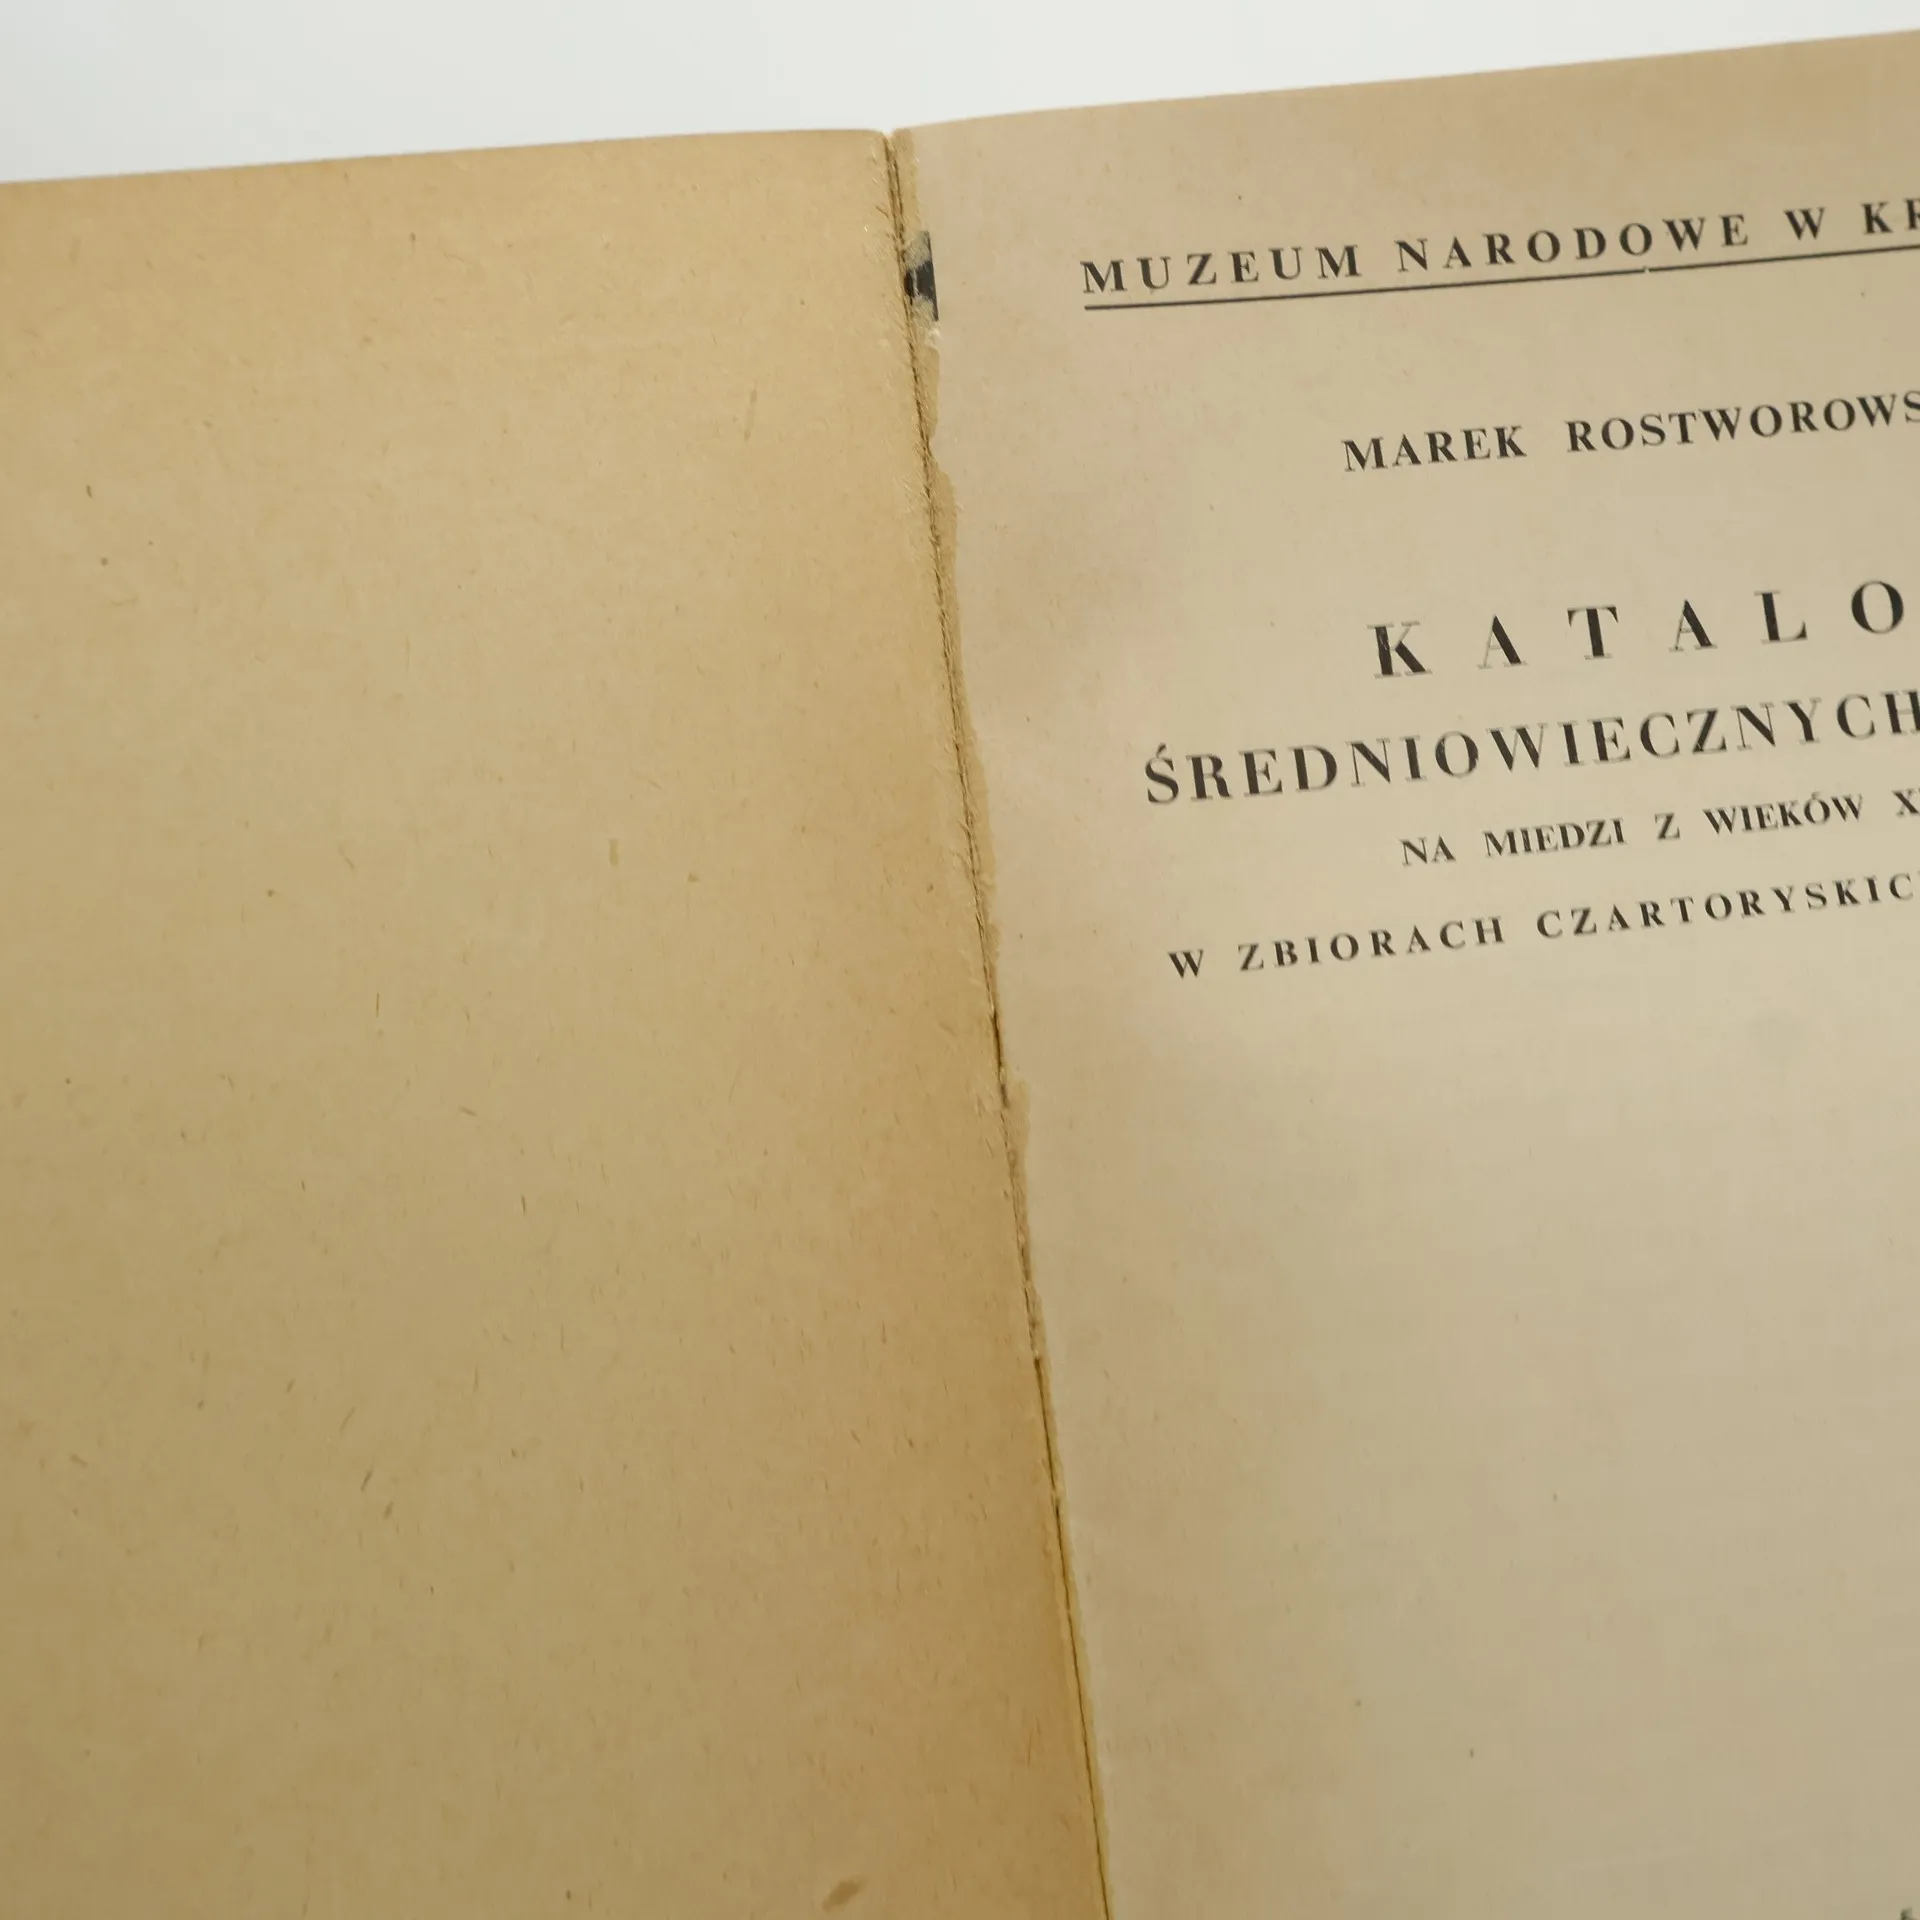 MUZEUM NARODOWE W KR
MAREK ROSTWOROWS
KATALO
ŚREDNIOWIECZNYCH
NA MIEDZI Z WIEKÓW X
W ZBIORACH CZARTORYSKIC